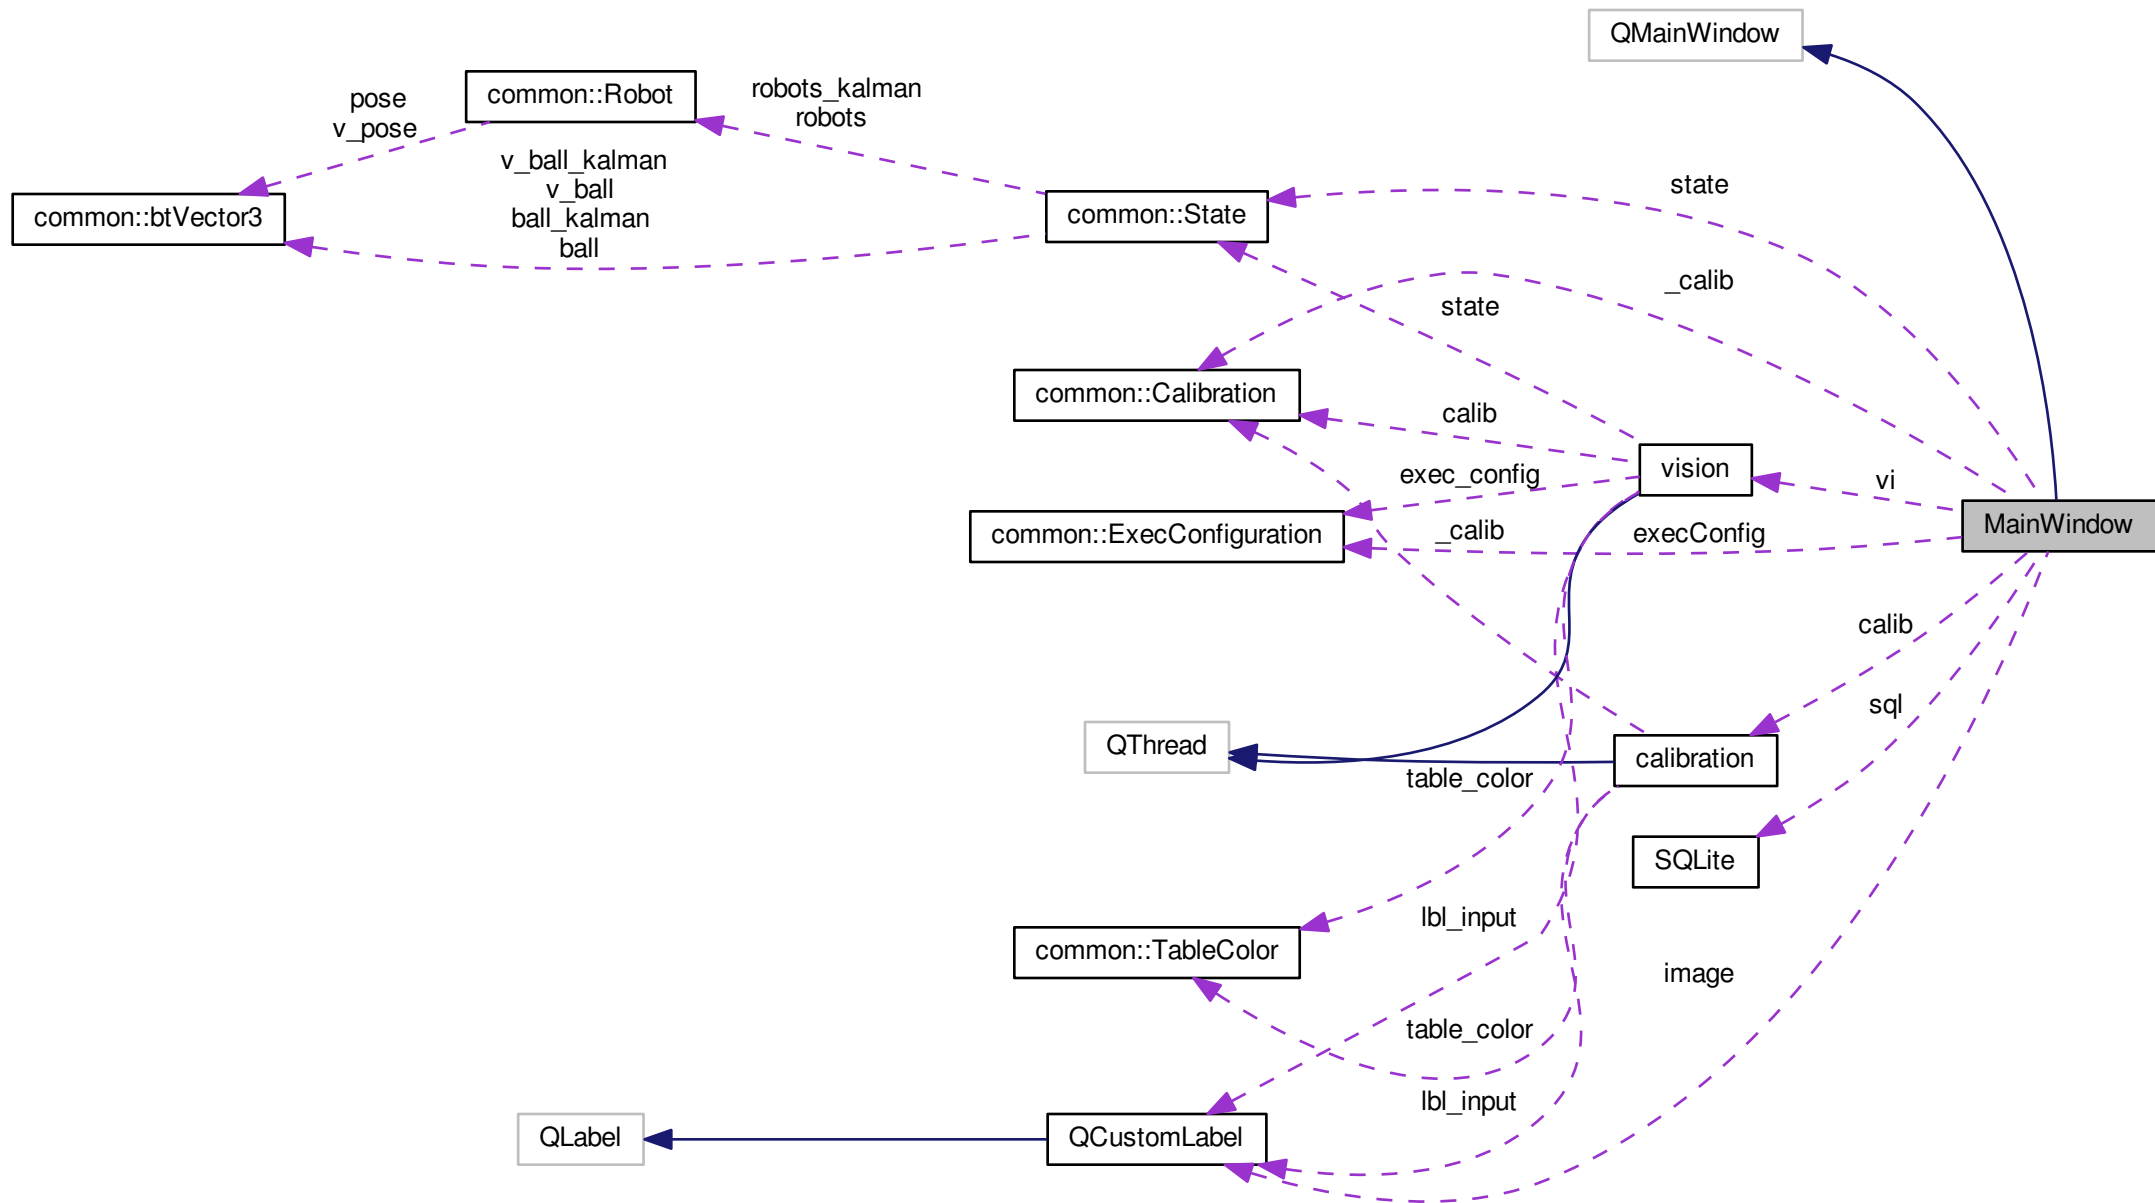 QMainWindow
common::Robot
robots_kalman
robots
pose
v_pose
v_ball_kalman
v_ball
ball_kalman
ball
common::btVector3
common::State
state
_calib
state
common::Calibration
calib
vision
exec_config
vi
common::ExecConfiguration
_calib
execConfig
MainWindow
calib
sql
QThread
calibration
table_color
SQLite
lbl_input
common::TableColor
image
table_color
lbl_input
QLabel
QCustomLabel